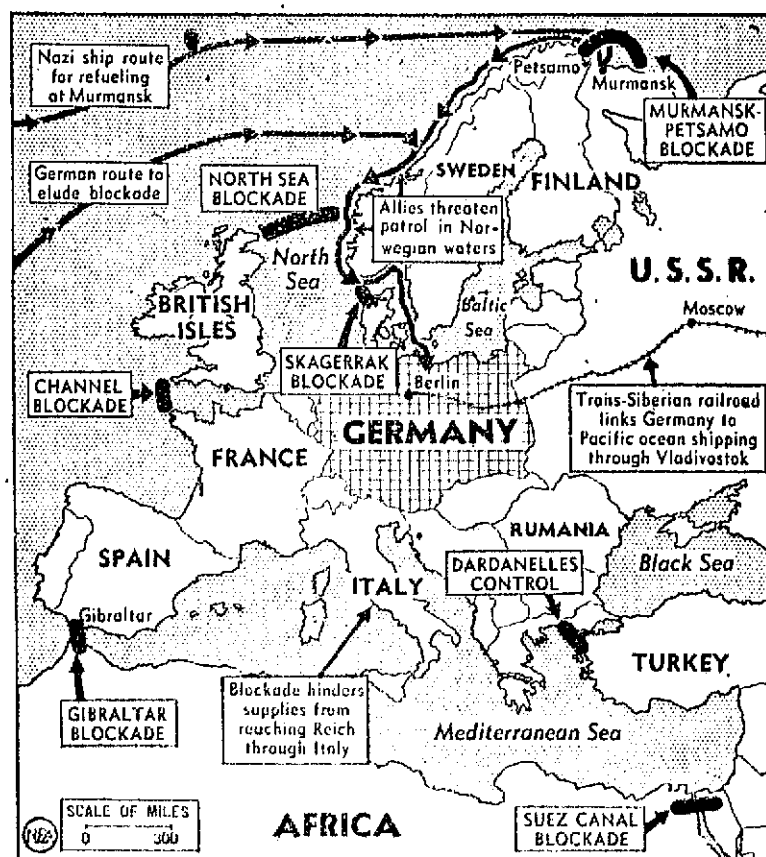 Nazi ship route
for refueling
at Murmansk
Petsamo
Murmansk
MURMANSK-
PETSAMO
BLOCKADE
German route to
elude blockade
NORTH SEA
BLOCKADE
SWEDEN
FINLAND
Allies threaten
patrol in Nor-
wegian waters
North
Sea
U.S.S.R.
BRITISH
ISLES
Baltic
Sea
Moscow
SKAGERRAK
BLOCKADE
Berlin
CHANNEL
BLOCKADE
Trans-Siberian railroad
links Germany to
Pacific ocean shipping
through Vladivostok
GERMANY
FRANCE
RUMANIA
SPAIN
DARDANELLES
CONTROL
Black Sea
ITALY
Gibraltar
TURKEY
GIBRALTAR
BLOCKADE
Blockade hinders
supplies from
reaching Reich
through Italy
Mediterranean Sea
NEA
SCALE OF MILES
0 300
AFRICA
SUEZ CANAL
BLOCKADE